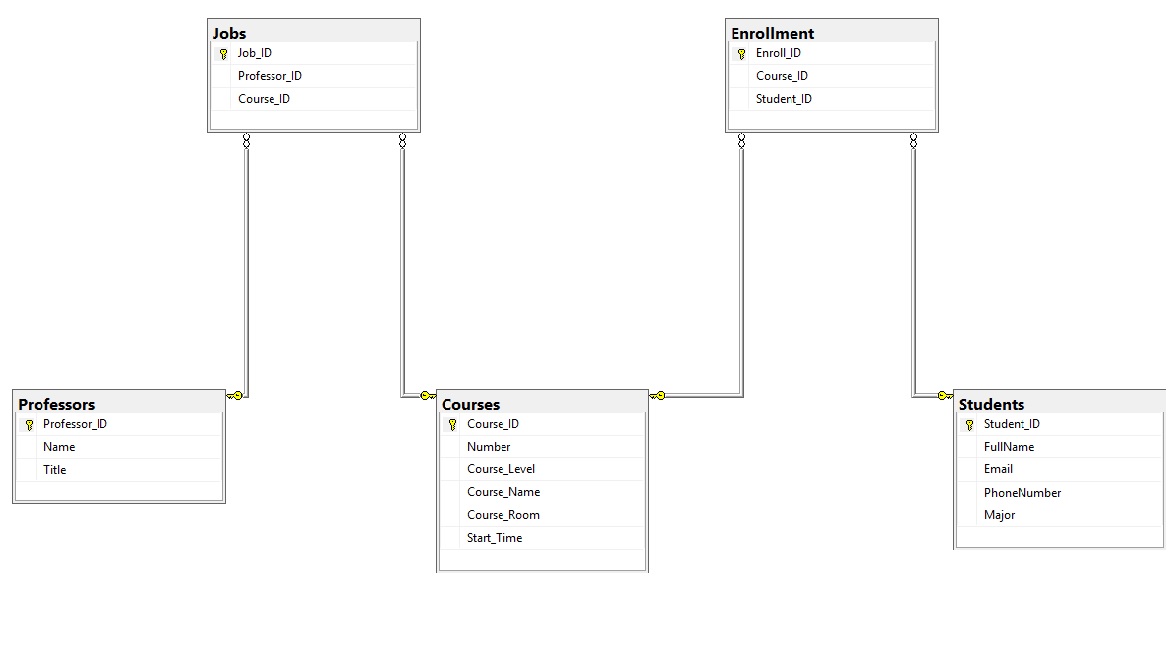 Jobs
Job_ID
Professor_ID
Course_ID
Enrollment
Enroll_ID
Course_ID
Student_ID
Professors
Professor_ID
Name
Title
Courses
Course_ID
Number
Course_Level
Course_Name
Course_Room
Start_Time
Students
Student_ID
FullName
Email
PhoneNumber
Major